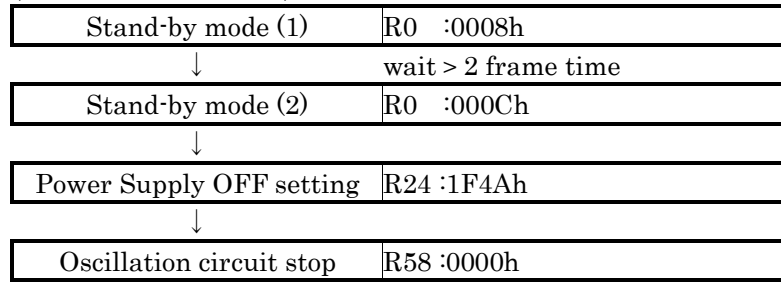 Stand-by mode (1) R0 :0008h
↓ wait > 2 frame time
Stand-by mode (2) R0 :000Ch
↓
Power Supply OFF setting R24 :1F4Ah
↓
Oscillation circuit stop R58 :0000h